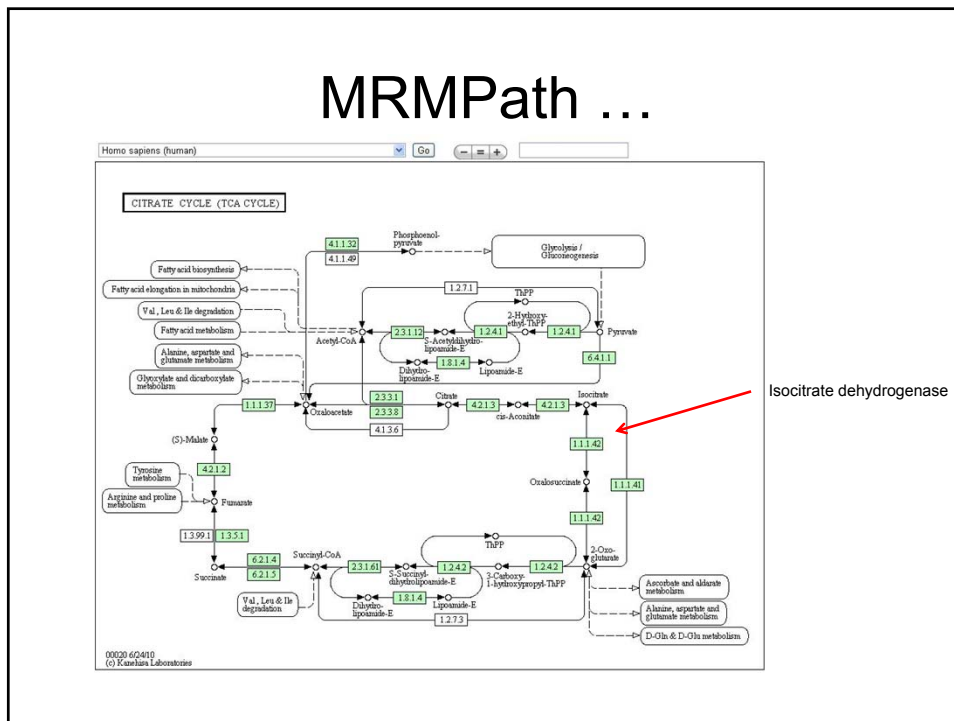 MRMPath …
Homo sapiens (human)
Go
− = +
CITRATE CYCLE (TCA CYCLE)
Phosphoenol-
pyruvate
4.1.1.32
4.1.1.49
Glycolysis /
Gluconeogenesis
Fatty acid biosynthesis
Fatty acid elongation in mitochondria
Val, Leu & Ile degradation
Fatty acid metabolism
Alanine, aspartate and
glutamate metabolism
Glyoxylate and dicarboxylate
metabolism
1.2.7.1
ThPP
2-Hydroxy-
ethyl-ThPP
Acetyl-CoA
2.3.1.12
S-Acetyldihydro-
lipoamide-E
1.2.4.1
1.2.4.1
Pyruvate
Dihydro-
lipoamide-E
1.8.1.4
Lipoamide-E
6.4.1.1
Isocitrate dehydrogenase
1.1.1.37
Oxaloacetate
2.3.3.1
2.3.3.8
4.1.3.6
Citrate
4.2.1.3
cis-Aconitate
4.2.1.3
Isocitrate
(S)-Malate
1.1.1.42
4.2.1.2
Tyrosine
metabolism
Arginine and proline
metabolism
Fumarate
Oxalosuccinate
1.1.1.41
1.1.1.42
1.3.99.1
1.3.5.1
ThPP
2-Oxo-
glutarate
Succinate
6.2.1.4
6.2.1.5
Succinyl-CoA
2.3.1.61
S-Succinyl-
dihydrolipoamide-E
1.2.4.2
3-Carboxy-
1-hydroxypropyl-ThPP
1.2.4.2
Val, Leu & Ile
degradation
Dihydro-
lipoamide-E
1.8.1.4
Lipoamide-E
1.2.7.3
Ascorbate and aldarate
metabolism
Alanine, aspartate and
glutamate metabolism
D-Gln & D-Glu metabolism
00020 6/24/10
(c) Kanehisa Laboratories